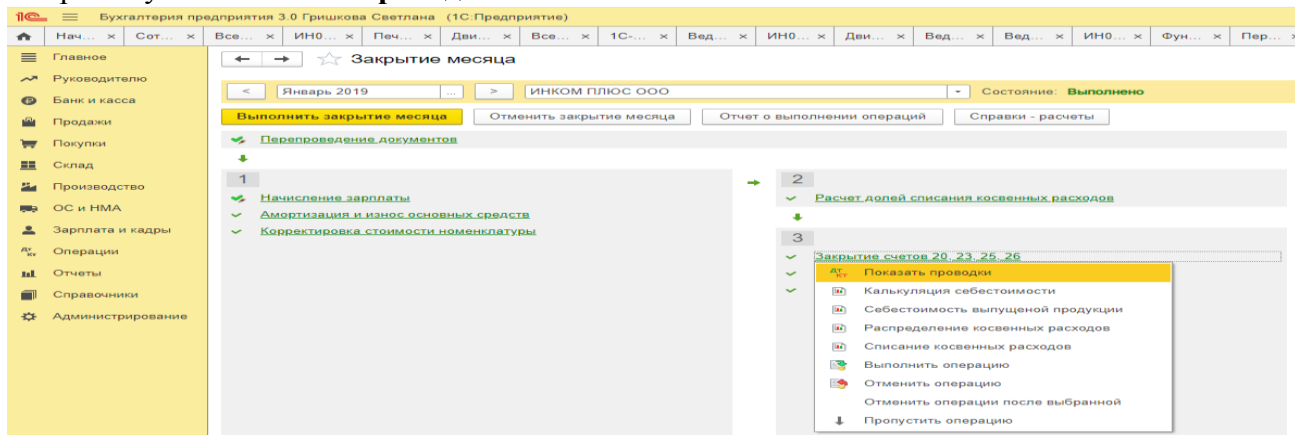 1С Бухгалтерия предприятия 3.0 Гришкова Светлана (1С:Предприятие)
Нач... × Сот... × Все... × ИН0... × Печ... × Дви... × Все... × 1С-... × Вед... × ИН0... × Дви... × Вед... × Вед... × ИН0... × Фун... × Пер...
Главное
Руководителю
Банк и касса
Продажи
Покупки
Склад
Производство
ОС и НМА
Зарплата и кадры
Операции
Отчеты
Справочники
Администрирование
Закрытие месяца
< Январь 2019 ... > ИНКОМ ПЛЮС ООО Состояние: Выполнено
Выполнить закрытие месяца Отменить закрытие месяца Отчет о выполнении операций Справки - расчеты
Перепроведение документов
1
Начисление зарплаты
Амортизация и износ основных средств
Корректировка стоимости номенклатуры
2
Расчет долей списания косвенных расходов
3
Закрытие счетов 20, 23, 25, 26
Дт Кт Показать проводки
Калькуляция себестоимости
Себестоимость выпущеной продукции
Распределение косвенных расходов
Списание косвенных расходов
Выполнить операцию
Отменить операцию
Отменить операции после выбранной
Пропустить операцию